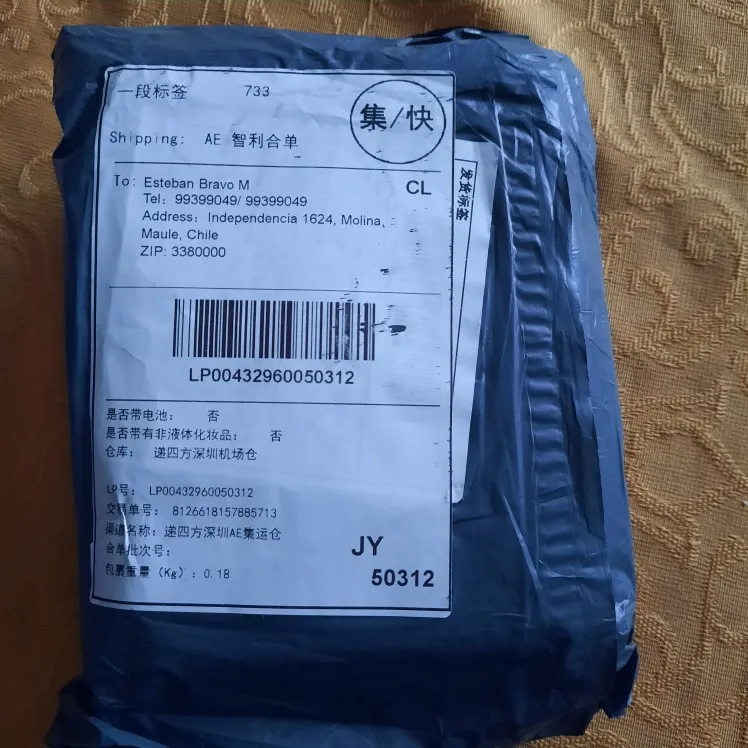 一段标签 733
集/快
Shipping: AE 智利合单
To: Esteban Bravo M
CL
Tel: 99399049/ 99399049
Address: Independencia 1624, Molina,
Maule, Chile
ZIP: 3380000
LP00432960050312
是否带电池: 否
是否带有非液体化妆品: 否
仓库: 递四方深圳机场仓
LP号: LP00432960050312
交易单号: 8126618157885713
渠道名称: 递四方深圳AE集运仓
合单批次号:
包裹重量 (Kg): 0.18
JY
50312
发货标签